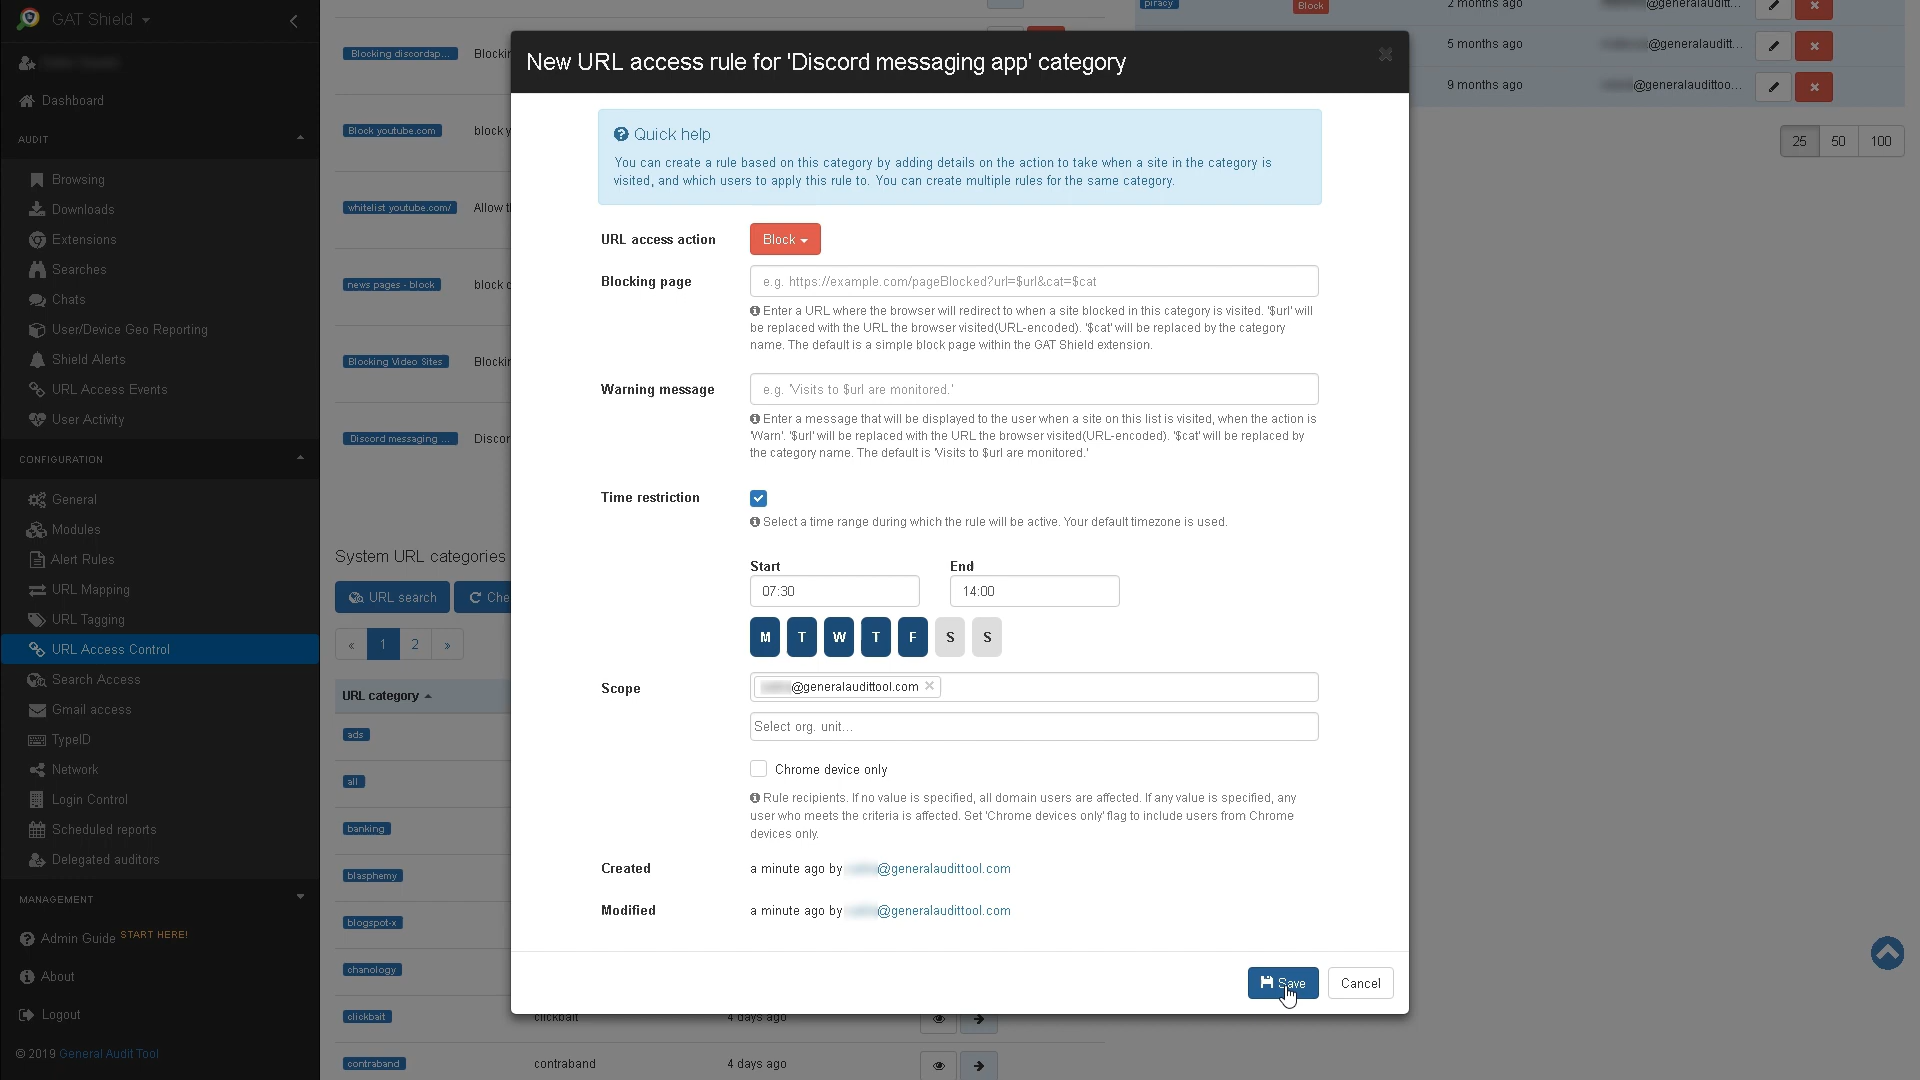 GAT Shield
Dashboard
AUDIT
Browsing
Downloads
Extensions
Searches
Chats
User/Device Geo Reporting
Shield Alerts
URL Access Events
User Activity
CONFIGURATION
General
Modules
Alert Rules
URL Mapping
URL Tagging
URL Access Control
Search Access
Gmail access
TypeID
Network
Login Control
Scheduled reports
Delegated auditors
MANAGEMENT
Admin Guide START HERE!
About
Logout
© 2019 General Audit Tool
Blocking discordap... Blockin
Block youtube.com block y
whitelist youtube.com/ Allow t
news pages - block block
Blocking Video Sites Blockin
Discord messaging ... Discor
System URL categories
URL search
Che
« 1 2 »
URL category
ads
all
banking
blasphemy
blogspot-x
chanology
clickbait clickbait 4 days ago
contraband contraband 4 days ago
New URL access rule for 'Discord messaging app' category
Quick help
You can create a rule based on this category by adding details on the action to take when a site in the category is
visited, and which users to apply this rule to. You can create multiple rules for the same category.
URL access action Block
Blocking page e.g. https://example.com/pageBlocked?url=$url&cat=$cat
Enter a URL where the browser will redirect to when a site blocked in this category is visited. '$url' will
be replaced with the URL the browser visited(URL-encoded). '$cat' will be replaced by the category
name. The default is a simple block page within the GAT Shield extension.
Warning message e.g. 'Visits to $url are monitored.'
Enter a message that will be displayed to the user when a site on this list is visited, when the action is
'Warn'. '$url' will be replaced with the URL the browser visited(URL-encoded). '$cat' will be replaced by
the category name. The default is 'Visits to $url are monitored.'
Time restriction
Select a time range during which the rule will be active. Your default timezone is used.
Start End
07:30 14:00
M T W T F S S
Scope @generalaudittool.com ×
Select org. unit...
Chrome device only
Rule recipients. If no value is specified, all domain users are affected. If any value is specified, any
user who meets the criteria is affected. Set 'Chrome devices only' flag to include users from Chrome
devices only.
Created a minute ago by @generalaudittool.com
Modified a minute ago by @generalaudittool.com
Save Cancel
piracy Block 2 months ago @generalauditt...
5 months ago @generalauditt...
9 months ago @generalaudittoo...
25 50 100